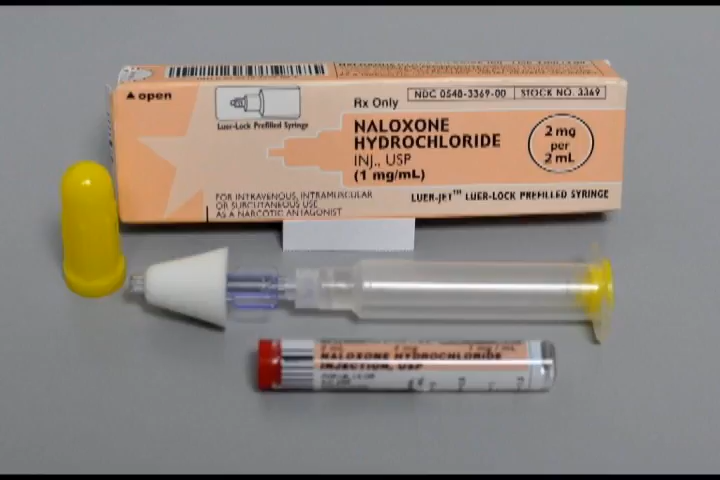 ▲ open
Luer-Lock Prefilled Syringe
Rx Only
NDC 0548-3369-00 STOCK NO. 3369
NALOXONE
HYDROCHLORIDE
INJ., USP
(1 mg/mL)
2 mg
per
2 mL
FOR INTRAVENOUS, INTRAMUSCULAR
OR SUBCUTANEOUS USE
AS A NARCOTIC ANTAGONIST
LUER-JET™ LUER-LOCK PREFILLED SYRINGE
NALOXONE HYDROCHLORIDE
INJECTION, USP